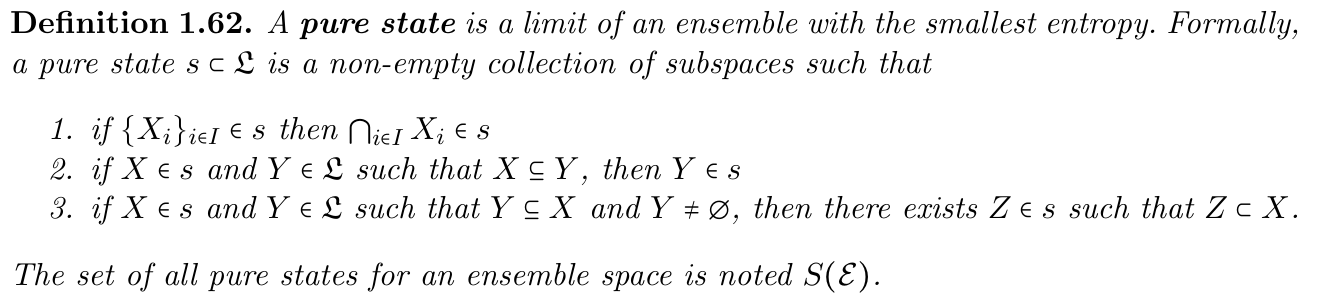 Definition 1.62. A pure state is a limit of an ensemble with the smallest entropy. Formally,
a pure state s ⊂ 𝔏 is a non-empty collection of subspaces such that
1. if {X_i}_{i∈I} ∈ s then ⋂_{i∈I} X_i ∈ s
2. if X ∈ s and Y ∈ 𝔏 such that X ⊆ Y, then Y ∈ s
3. if X ∈ s and Y ∈ 𝔏 such that Y ⊆ X and Y ≠ ∅, then there exists Z ∈ s such that Z ⊂ X.
The set of all pure states for an ensemble space is noted S(ℰ).